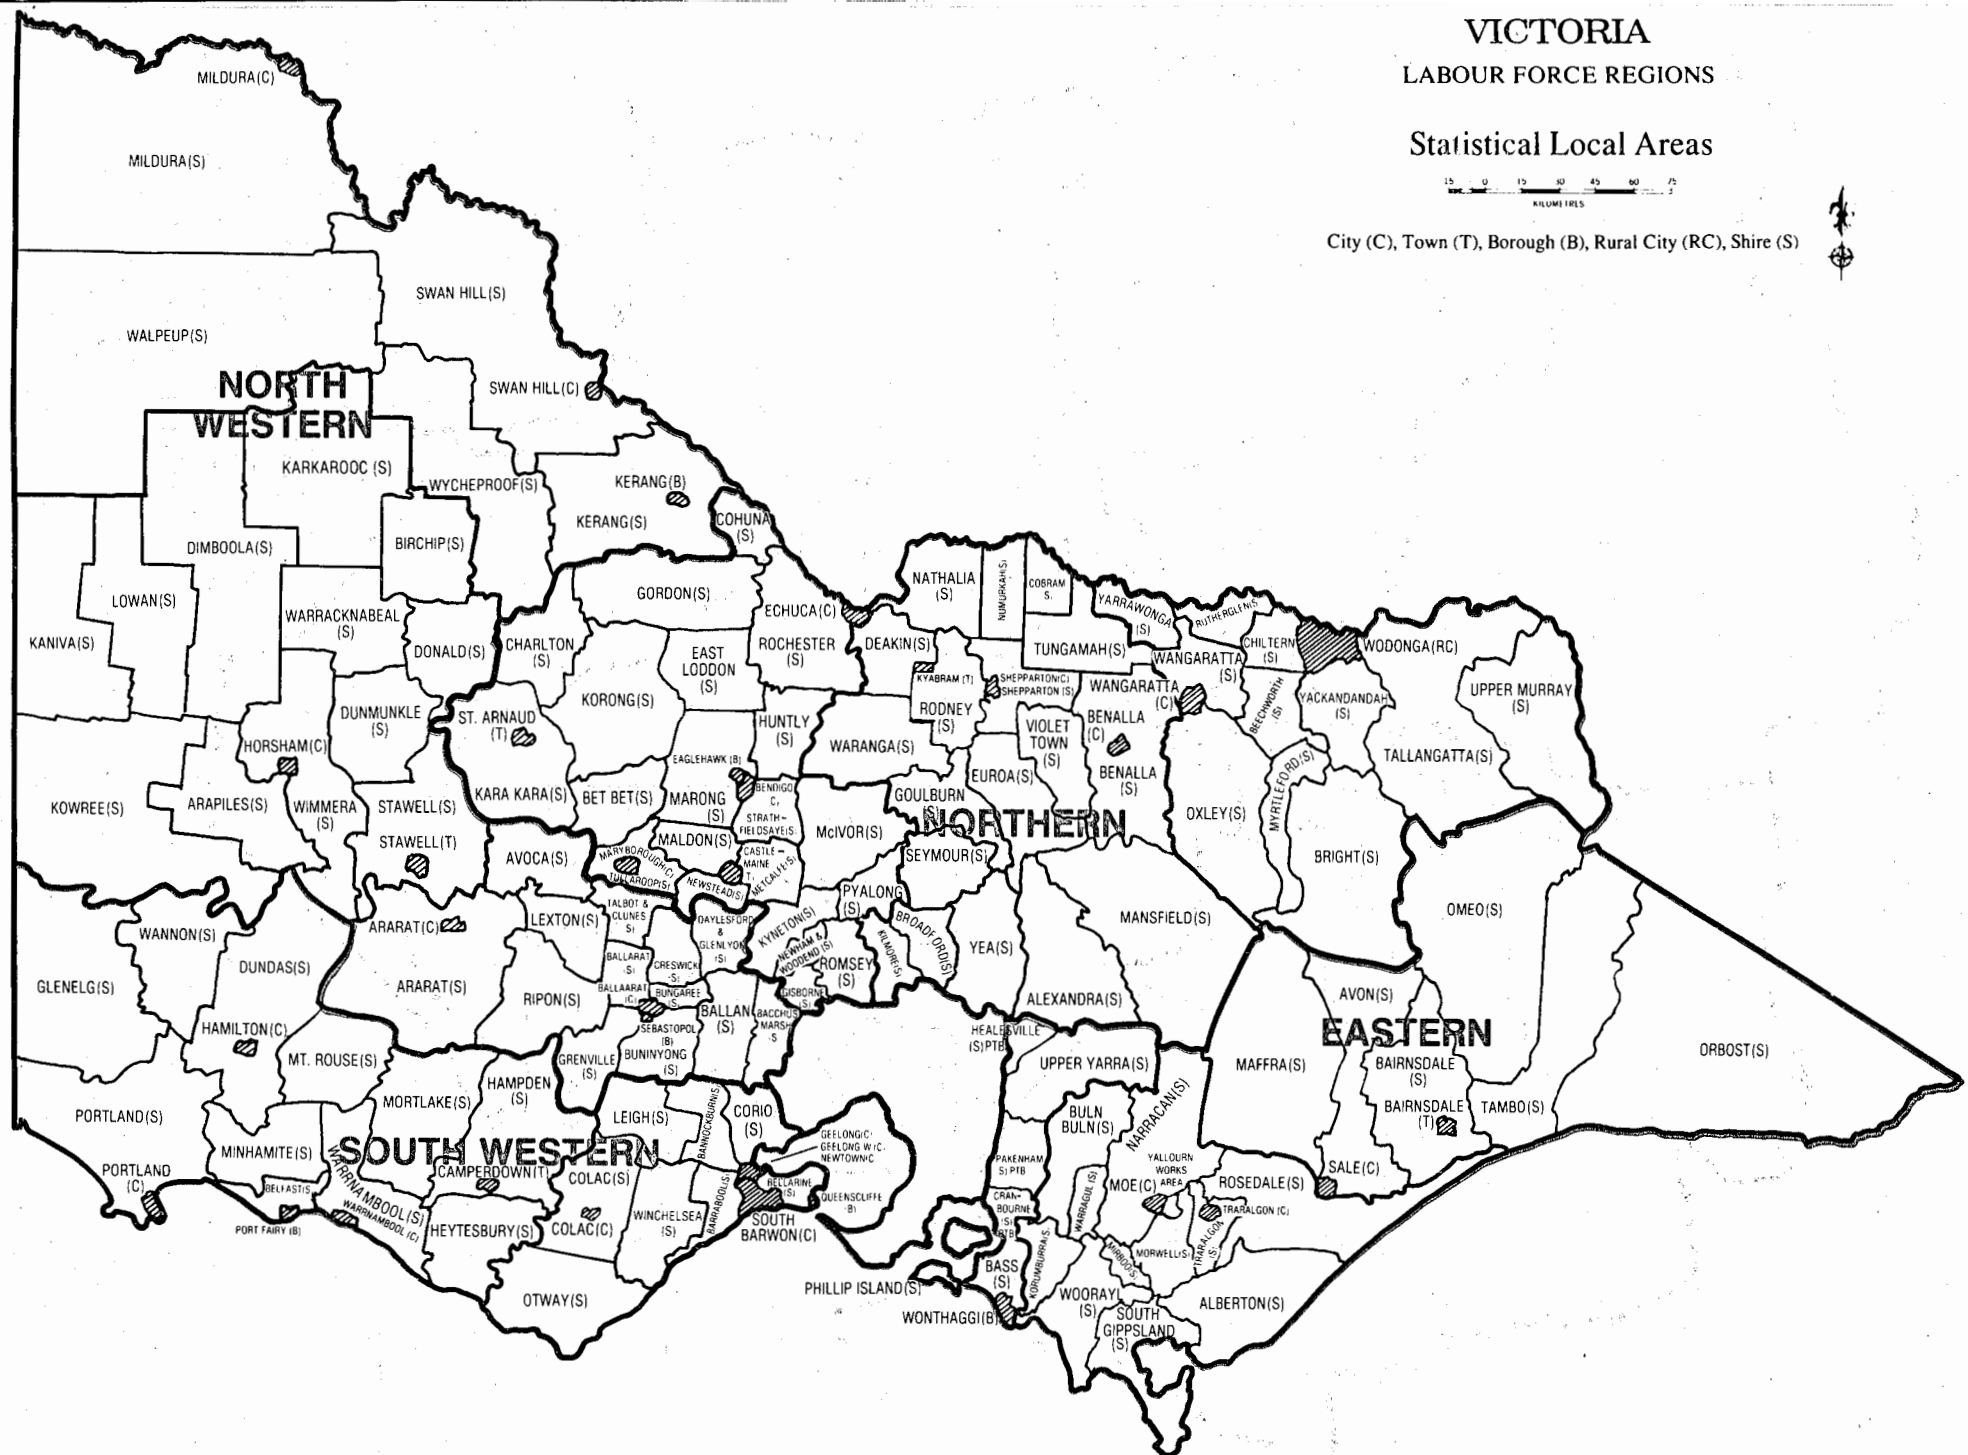 VICTORIA
LABOUR FORCE REGIONS
Statistical Local Areas
15 0 15 30 45 60 75
KILOMETRES
City (C), Town (T), Borough (B), Rural City (RC), Shire (S)
MILDURA(C)
MILDURA(S)
SWAN HILL(S)
WALPEUP(S)
NORTH
WESTERN
SWAN HILL(C)
KARKAROOC (S)
WYCHEPROOF(S)
KERANG(B)
KERANG(S)
COHUNA
(S)
BIRCHIP(S)
DIMBOOLA(S)
LOWAN(S)
KANIVA(S)
WARRACKNABEAL
(S)
DONALD(S)
GORDON(S)
CHARLTON
(S)
ECHUCA(C)
ROCHESTER
(S)
EAST
LODDON
(S)
KORONG(S)
NATHALIA
(S)
NUMURKAH(S)
COBRAM
S)
YARRAWONGA
(S)
RUTHERGLEN(S
CHILTERN
(S)
WODONGA(RC)
DEAKIN(S)
KYABRAM (T)
TUNGAMAH(S)
WANGARATTA
(S)
SHEPPARTON(C)
SHEPPARTON (S)
WANGARATTA
(C)
BEECHWORTH
(S)
YACKANDANDAH
(S)
UPPER MURRAY
(S)
TALLANGATTA(S)
DUNMUNKLE
(S)
ST. ARNAUD
(T)
HUNTLY
(S)
RODNEY
(S)
WARANGA(S)
VIOLET
TOWN
(S)
BENALLA
(C)
BENALLA
(S)
EUROA(S)
HORSHAM(C)
EAGLEHAWK (B)
KOWREE(S)
ARAPILES(S)
WIMMERA
(S)
STAWELL(S)
STAWELL(T)
KARA KARA(S)
BET BET(S)
MARONG
(S)
BENDIGO
C,
STRATH-
FIELDSAYE(S:
GOULBURN
(S)
NORTHERN
OXLEY(S)
MYRTLEFORD(S)
BRIGHT(S)
McIVOR(S)
MALDON(S)
CASTLE-
MAINE
T,
METCALFE(S)
SEYMOUR(S)
AVOCA(S)
MARYBOROUGH(C)
TULLAROOP(S)
NEWSTEAD(S)
PYALONG
(S)
TALBOT &
CLUNES
S)
DAYLESFORD
&
GLENLYON
(S)
KYNETON(S)
NEWHAM &
WOODEND (S)
ROMSEY
(S)
KILMORE(S)
BROADFORD(S)
YEA(S)
MANSFIELD(S)
OMEO(S)
ARARAT(C)
LEXTON(S)
WANNON(S)
DUNDAS(S)
GLENELG(S)
ARARAT(S)
RIPON(S)
BALLARAT
(S)
CRESWICK
(S)
BALLAARAT
(C)
BUNGAREE
(S)
GISBORNE
(S)
BALLAN
(S)
BACCHUS
MARSH
S
SEBASTOPOL
(B)
BUNINYONG
(S)
GRENVILLE
(S)
ALEXANDRA(S)
HEALESVILLE
(S)PTB
UPPER YARRA(S)
AVON(S)
EASTERN
MAFFRA(S)
BAIRNSDALE
(S)
BAIRNSDALE
(T)
TAMBO(S)
ORBOST(S)
HAMILTON(C)
MT. ROUSE(S)
HAMPDEN
(S)
MORTLAKE(S)
PORTLAND(S)
MINHAMITE(S)
SOUTH WESTERN
LEIGH(S)
BANNOCKBURN(S)
CORIO
(S)
GEELONG(C)
GEELONG W(C.
NEWTOWN(C
BULN
BULN(S)
NARRACAN(S)
PAKENHAM
S) PTB
PORTLAND
(C)
BELFAST(S
WARRNAMBOOL(S)
WARRNAMBOOL(C)
PORT FAIRY (B)
CAMPERDOWN(T)
COLAC(S)
COLAC(C)
HEYTESBURY(S)
WINCHELSEA
(S)
BARRABOOL(S)
BELLARINE
(S)
QUEENSCLIFFE
(B)
SOUTH
BARWON(C)
OTWAY(S)
CRAN-
BOURNE
(S)
PTB
WARRAGUL(S)
YALLOURN
WORKS
AREA
MOE(C)
ROSEDALE(S)
SALE(C)
TRARALGON (C)
TRARALGON
(S)
MORWELL(S)
MIRBOO(S)
KORUMBURRA(S)
BASS
(S)
PHILLIP ISLAND(S)
WONTHAGGI(B)
WOORAYL
(S)
SOUTH
GIPPSLAND
(S)
ALBERTON(S)